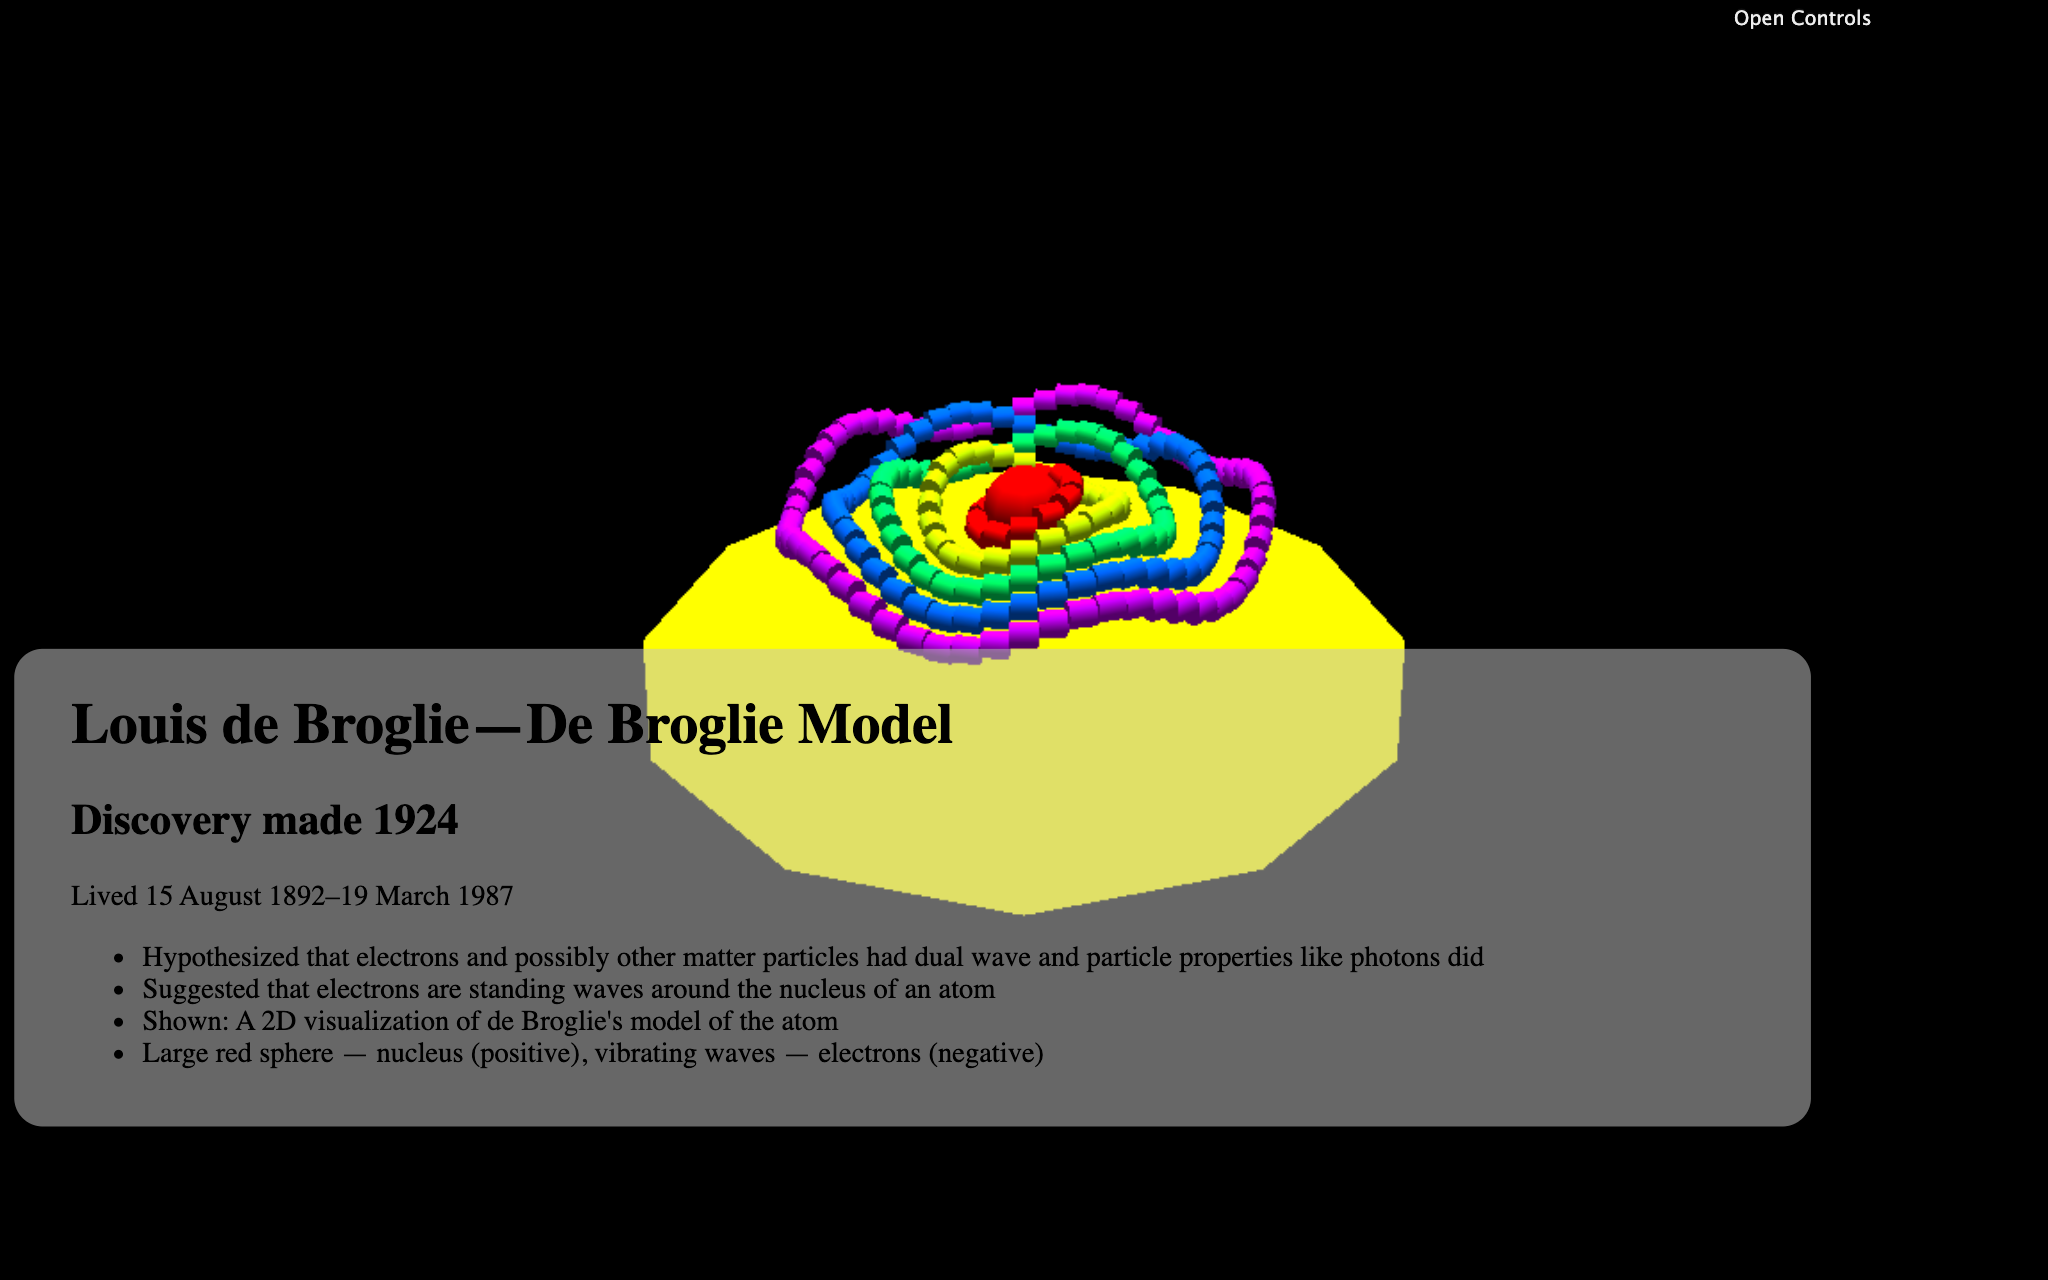 Open Controls
Louis de Broglie—De Broglie Model
Discovery made 1924
Lived 15 August 1892–19 March 1987
• Hypothesized that electrons and possibly other matter particles had dual wave and particle properties like photons did
• Suggested that electrons are standing waves around the nucleus of an atom
• Shown: A 2D visualization of de Broglie's model of the atom
• Large red sphere — nucleus (positive), vibrating waves — electrons (negative)